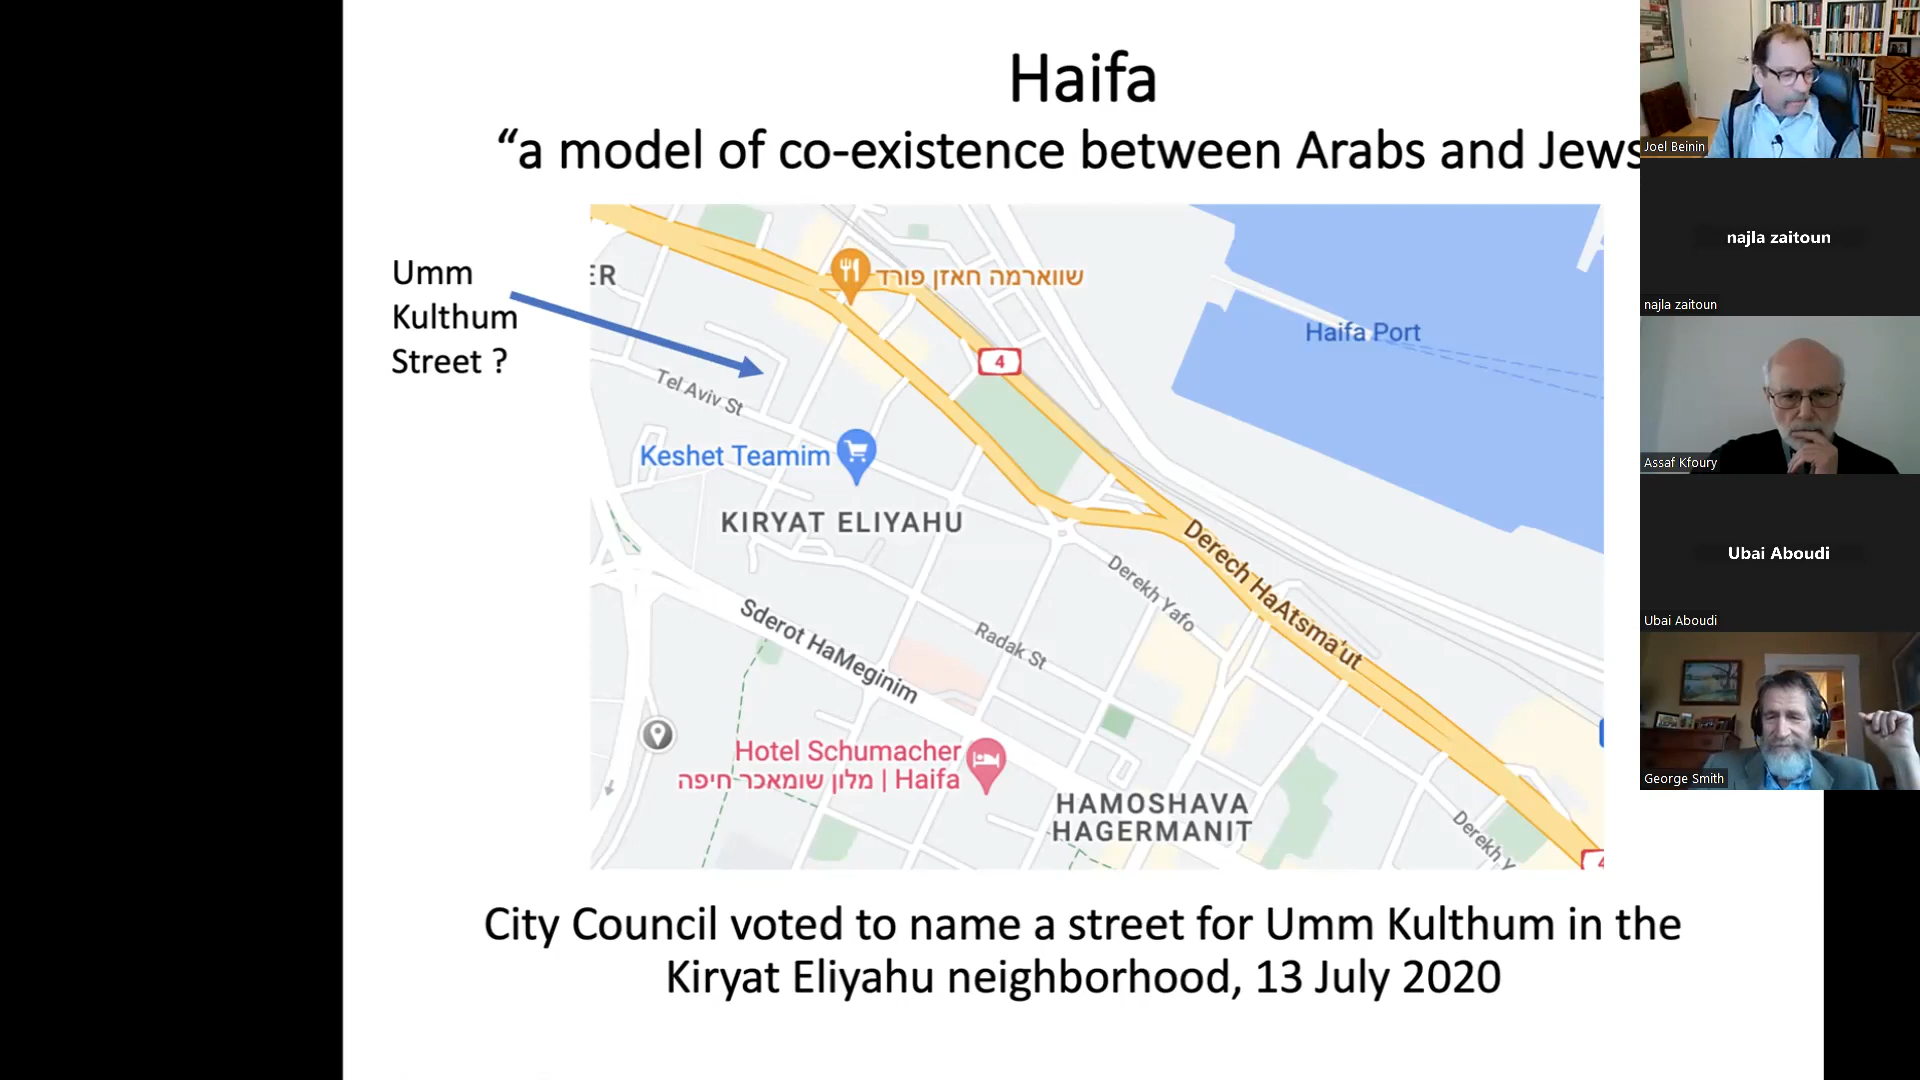 Haifa
“a model of co-existence between Arabs and Jews
Umm
Kulthum
Street ?
ER
שווארמה חאזן פורד
Haifa Port
4
Tel Aviv St
Keshet Teamim
KIRYAT ELIYAHU
Derech HaAtsma'ut
Derekh Yafo
Sderot HaMeginim
Radak St
Hotel Schumacher
Haifa | מלון שומאכר חיפה
HAMOSHAVA
HAGERMANIT
Derekh Y
4
City Council voted to name a street for Umm Kulthum in the
Kiryat Eliyahu neighborhood, 13 July 2020
Joel Beinin
najla zaitoun
najla zaitoun
Assaf Kfoury
Ubai Aboudi
Ubai Aboudi
George Smith